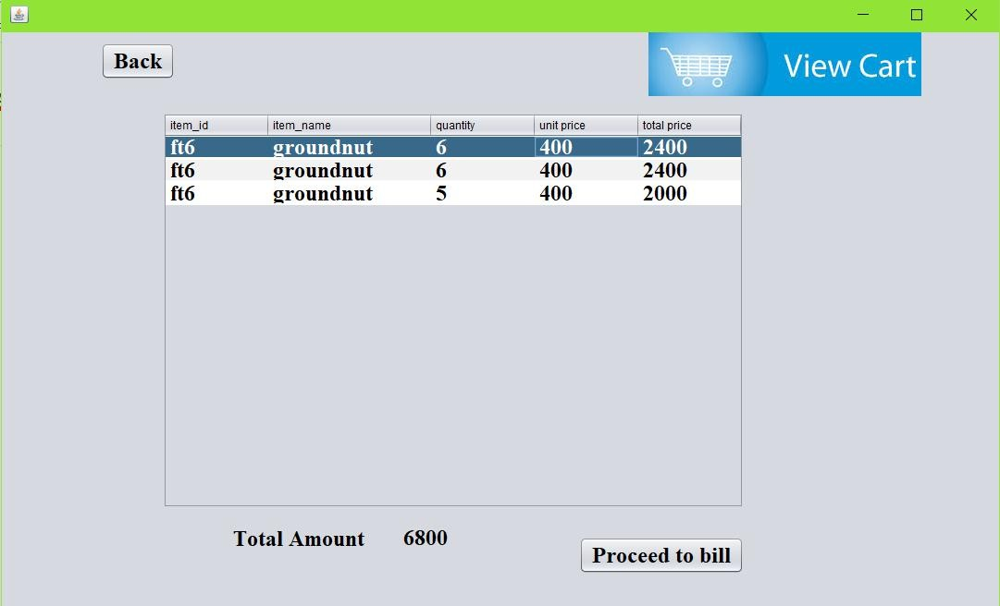 Back
View Cart
item_id item_name quantity unit price total price
ft6 groundnut 6 400 2400
ft6 groundnut 6 400 2400
ft6 groundnut 5 400 2000
Total Amount 6800
Proceed to bill